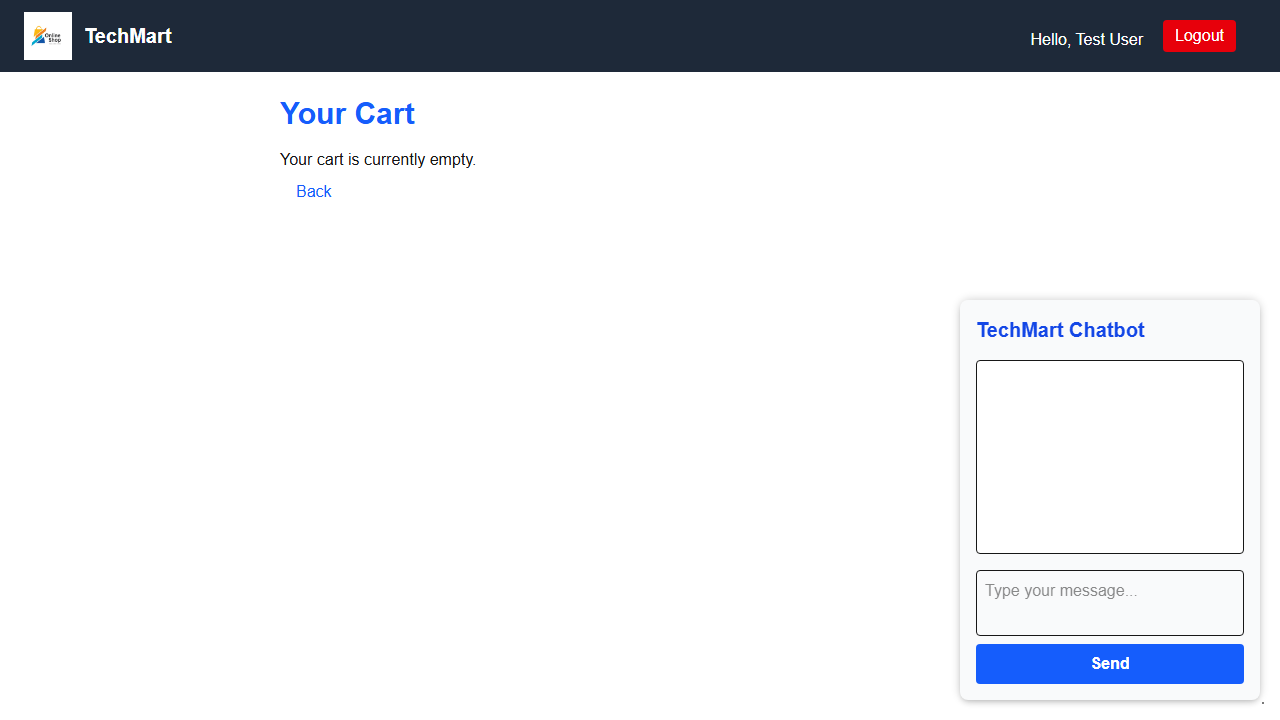 Online
Shop
TechMart
Hello, Test User
Logout
Your Cart
Your cart is currently empty.
Back
TechMart Chatbot
Type your message...
Send
.